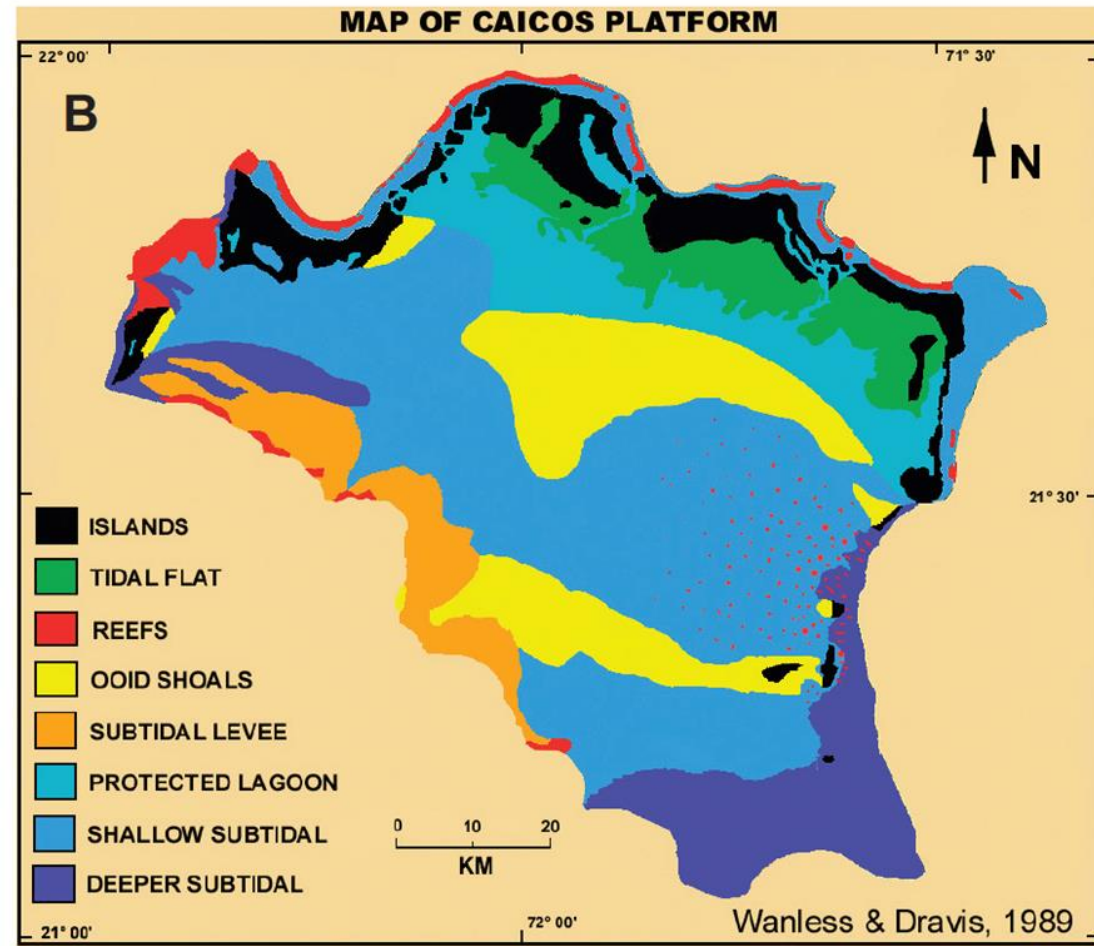 MAP OF CAICOS PLATFORM
22° 00'
71° 30'
B
N
21° 30'
ISLANDS
TIDAL FLAT
REEFS
OOID SHOALS
SUBTIDAL LEVEE
PROTECTED LAGOON
SHALLOW SUBTIDAL
DEEPER SUBTIDAL
0 10 20
KM
21° 00'
72° 00'
Wanless & Dravis, 1989